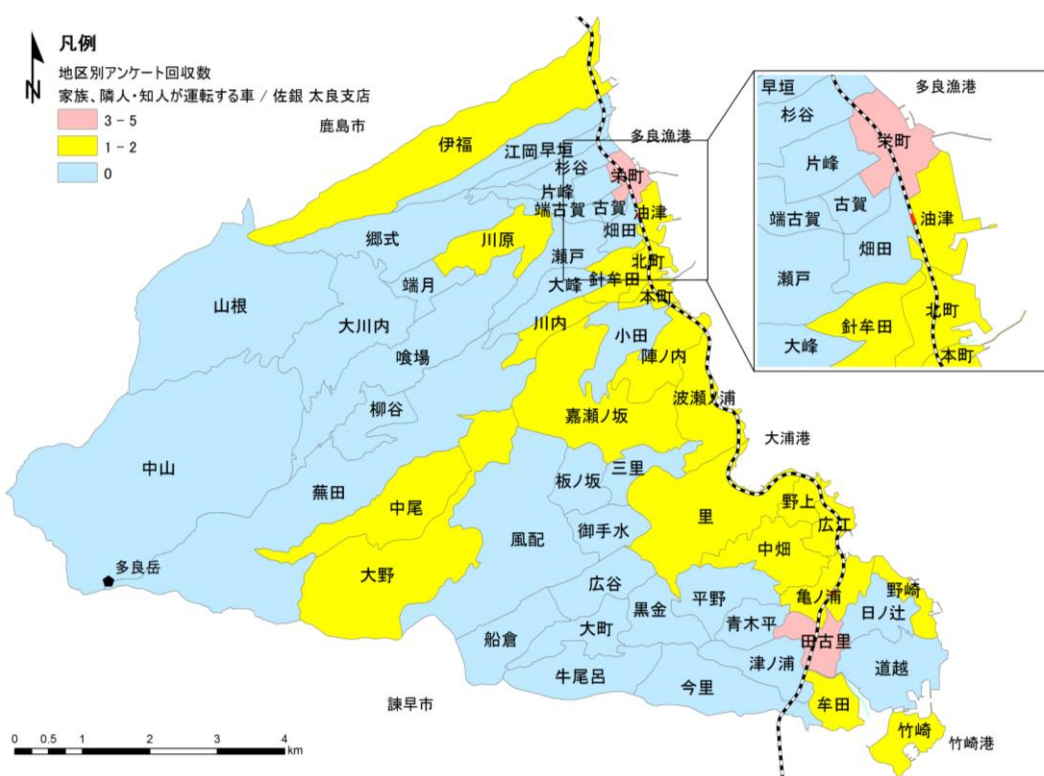 凡例
地区別アンケート回収数
家族、隣人・知人が運転する車 / 佐銀 太良支店
3 - 5
1 - 2
0
N
鹿島市
伊福
江岡
早垣
杉谷
多良漁港
栄町
片峰
端古賀
古賀
油津
畑田
郷式
川原
瀬戸
北町
端月
大峰
針牟田
本町
山根
大川内
川内
小田
喰場
陣ノ内
柳谷
嘉瀬ノ坂
波瀬ノ浦
大浦港
中山
三里
板ノ坂
蕪田
中尾
里
野上
広江
御手水
風配
中畑
多良岳
大野
広谷
平野
亀ノ浦
野崎
黒金
日ノ辻
青木平
大町
船倉
田古里
津ノ浦
道越
牛尾呂
今里
牟田
諫早市
竹崎
竹崎港
0 0.5 1 2 3 4
km
早垣
多良漁港
杉谷
栄町
片峰
古賀
端古賀
油津
畑田
瀬戸
北町
針牟田
大峰
本町